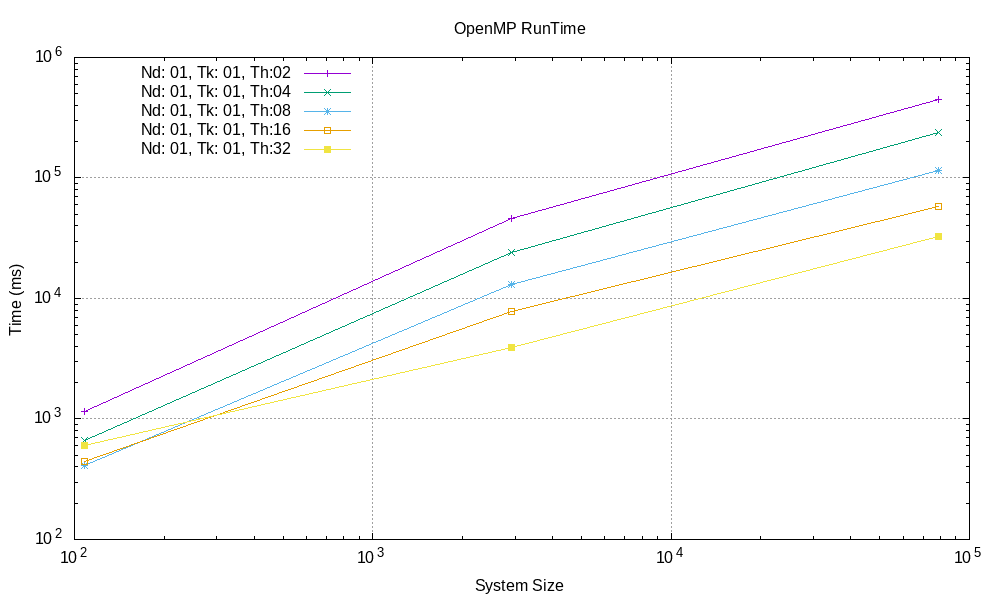 OpenMP RunTime
Nd: 01, Tk: 01, Th:02
Nd: 01, Tk: 01, Th:04
Nd: 01, Tk: 01, Th:08
Nd: 01, Tk: 01, Th:16
Nd: 01, Tk: 01, Th:32
10^6
10^5
10^4
10^3
10^2
Time (ms)
10^2 10^3 10^4 10^5
System Size